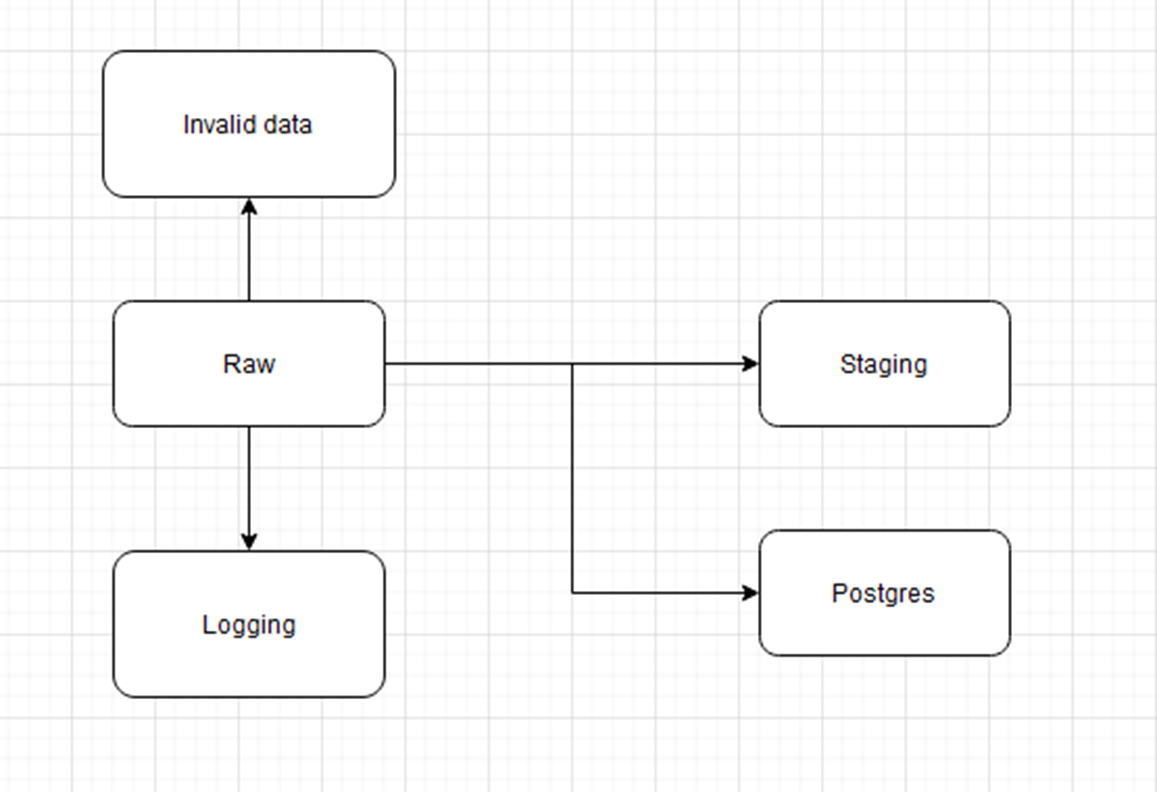 Invalid data
Raw
Staging
Postgres
Logging